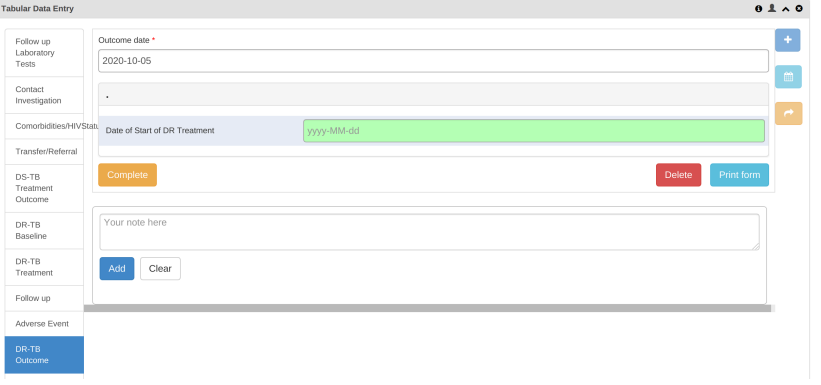 Tabular Data Entry
Follow up
Laboratory
Tests
Contact
Investigation
Comorbidities/HIVStatu
Transfer/Referral
DS-TB
Treatment
Outcome
DR-TB
Baseline
DR-TB
Treatment
Follow up
Adverse Event
DR-TB
Outcome
Outcome date *
2020-10-05
.
Date of Start of DR Treatment
yyyy-MM-dd
Complete
Delete
Print form
Your note here
Add
Clear